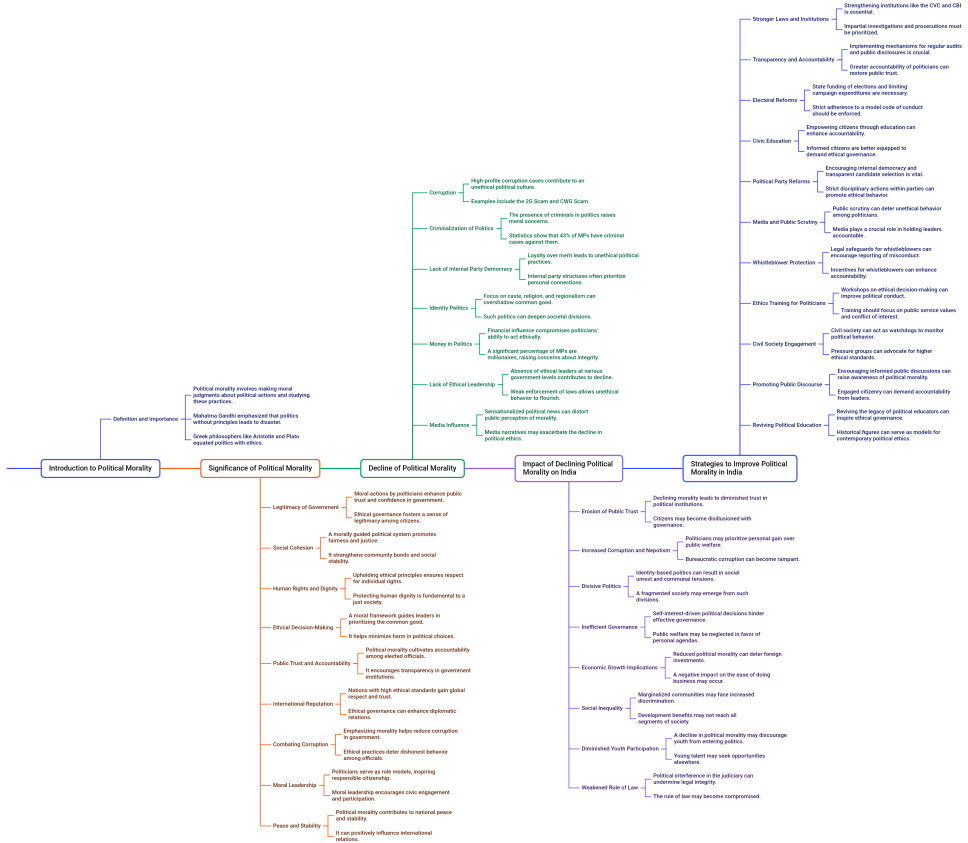 Introduction to Political Morality
Definition and Importance
Political morality involves making moral
judgments about political actions and studying
these practices.
Mahatma Gandhi emphasized that politics
without principles leads to disaster.
Greek philosophers like Aristotle and Plato
equated politics with ethics.
Significance of Political Morality
Legitimacy of Government
Moral actions by politicians enhance public
trust and confidence in government.
Ethical governance fosters a sense of
legitimacy among citizens.
Social Cohesion
A morally guided political system promotes
fairness and justice.
It strengthens community bonds and social
stability.
Human Rights and Dignity
Upholding ethical principles ensures respect
for individual rights.
Protecting human dignity is fundamental to a
just society.
Ethical Decision-Making
A moral framework guides leaders in
prioritizing the common good.
It helps minimize harm in political choices.
Public Trust and Accountability
Political morality cultivates accountability
among elected officials.
It encourages transparency in government
institutions.
International Reputation
Nations with high ethical standards gain global
respect and trust.
Ethical governance can enhance diplomatic
relations.
Combating Corruption
Emphasizing morality helps reduce corruption
in government.
Ethical practices deter dishonest behavior
among officials.
Moral Leadership
Politicians serve as role models, inspiring
responsible citizenship.
Moral leadership encourages civic engagement
and participation.
Peace and Stability
Political morality contributes to national peace
and stability.
It can positively influence international
relations.
Decline of Political Morality
Corruption
High-profile corruption cases contribute to an
unethical political culture.
Examples include the 2G Scam and CWG Scam.
Criminalization of Politics
The presence of criminals in politics raises
moral concerns.
Statistics show that 43% of MPs have criminal
cases against them.
Lack of Internal Party Democracy
Loyalty over merit leads to unethical political
practices.
Internal party structures often prioritize
personal connections.
Identity Politics
Focus on caste, religion, and regionalism can
overshadow common good.
Such politics can deepen societal divisions.
Money in Politics
Financial influence compromises politicians'
ability to act ethically.
A significant percentage of MPs are
millionaires, raising concerns about integrity.
Lack of Ethical Leadership
Absence of ethical leaders at various
government levels contributes to decline.
Weak enforcement of laws allows unethical
behavior to flourish.
Media Influence
Sensationalized political news can distort
public perception of morality.
Media narratives may exacerbate the decline in
political ethics.
Impact of Declining Political
Morality on India
Erosion of Public Trust
Declining morality leads to diminished trust in
political institutions.
Citizens may become disillusioned with
governance.
Increased Corruption and Nepotism
Politicians may prioritize personal gain over
public welfare.
Bureaucratic corruption can become rampant.
Divisive Politics
Identity-based politics can result in social
unrest and communal tensions.
A fragmented society may emerge from such
divisions.
Inefficient Governance
Self-interest-driven political decisions hinder
effective governance.
Public welfare may be neglected in favor of
personal agendas.
Economic Growth Implications
Reduced political morality can deter foreign
investments.
A negative impact on the ease of doing
business may occur.
Social Inequality
Marginalized communities may face increased
discrimination.
Development benefits may not reach all
segments of society.
Diminished Youth Participation
A decline in political morality may discourage
youth from entering politics.
Young talent may seek opportunities
elsewhere.
Weakened Rule of Law
Political interference in the judiciary can
undermine legal integrity.
The rule of law may become compromised.
Strategies to Improve Political
Morality in India
Stronger Laws and Institutions
Strengthening institutions like the CVC and CBI
is essential.
Impartial investigations and prosecutions must
be prioritized.
Transparency and Accountability
Implementing mechanisms for regular audits
and public disclosures is crucial.
Greater accountability of politicians can
restore public trust.
Electoral Reforms
State funding of elections and limiting
campaign expenditures are necessary.
Strict adherence to a model code of conduct
should be enforced.
Civic Education
Empowering citizens through education can
enhance accountability.
Informed citizens are better equipped to
demand ethical governance.
Political Party Reforms
Encouraging internal democracy and
transparent candidate selection is vital.
Strict disciplinary actions within parties can
promote ethical behavior.
Media and Public Scrutiny
Public scrutiny can deter unethical behavior
among politicians.
Media plays a crucial role in holding leaders
accountable.
Whistleblower Protection
Legal safeguards for whistleblowers can
encourage reporting of misconduct.
Incentives for whistleblowers can enhance
accountability.
Ethics Training for Politicians
Workshops on ethical decision-making can
improve political conduct.
Training should focus on public service values
and conflict of interest.
Civil Society Engagement
Civil society can act as watchdogs to monitor
political behavior.
Pressure groups can advocate for higher
ethical standards.
Promoting Public Discourse
Encouraging informed public discussions can
raise awareness of political morality.
Engaged citizenry can demand accountability
from leaders.
Reviving Political Education
Reviving the legacy of political educators can
inspire ethical governance.
Historical figures can serve as models for
contemporary political ethics.